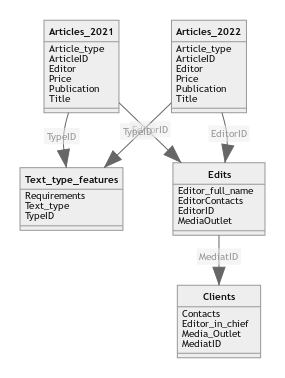 Articles_2021
Article_type
ArticleID
Editor
Price
Publication
Title
Articles_2022
Article_type
ArticleID
Editor
Price
Publication
Title
TypeID
TypeID
EditorID
EditorID
Text_type_features
Requirements
Text_type
TypeID
Edits
Editor_full_name
EditorContacts
EditorID
MediaOutlet
MediatID
Clients
Contacts
Editor_in_chief
Media_Outlet
MediatID